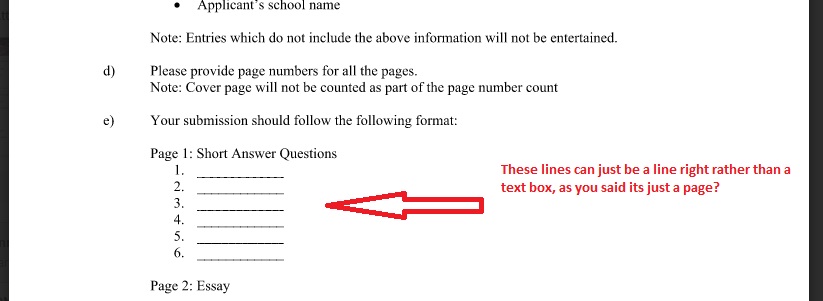 • Applicant's school name
Note: Entries which do not include the above information will not be entertained.
d) Please provide page numbers for all the pages.
Note: Cover page will not be counted as part of the page number count
e) Your submission should follow the following format:
Page 1: Short Answer Questions
1. ____________
2. ____________
3. ____________
4. ____________
5. ____________
6. ____________
These lines can just be a line right rather than a
text box, as you said its just a page?
Page 2: Essay